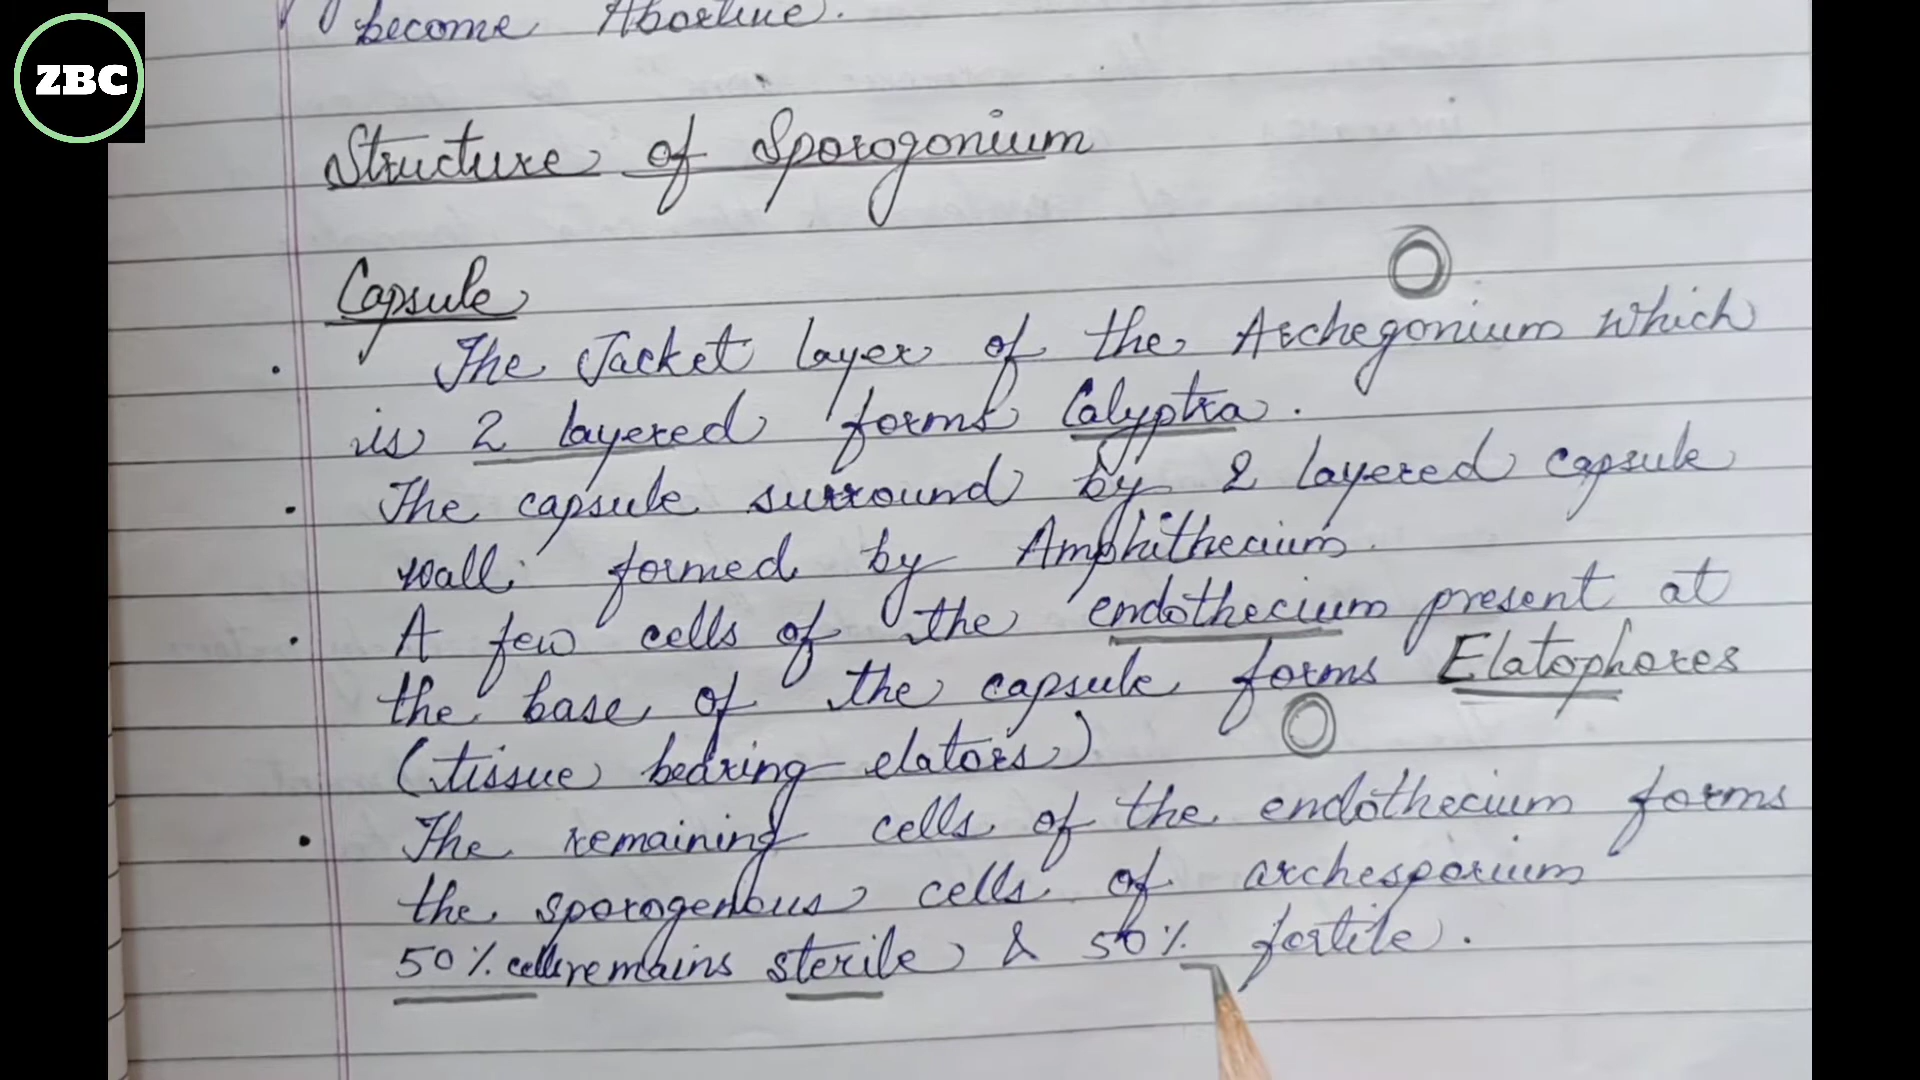 ZBC
become Abortive.
Structure of Sporogonium
Capsule
The Jacket layer of the Archegonium which
is 2 layered forms Calyptra.
The capsule surround by 2 layered capsule
wall formed by Amphithecium.
A few cells of the endothecium present at
the base of the capsule forms Elatophores
(tissue bearing elators)
The remaining cells of the endothecium forms
the sporogenous cells of archesporium
50% cells remains sterile & 50% fertile.